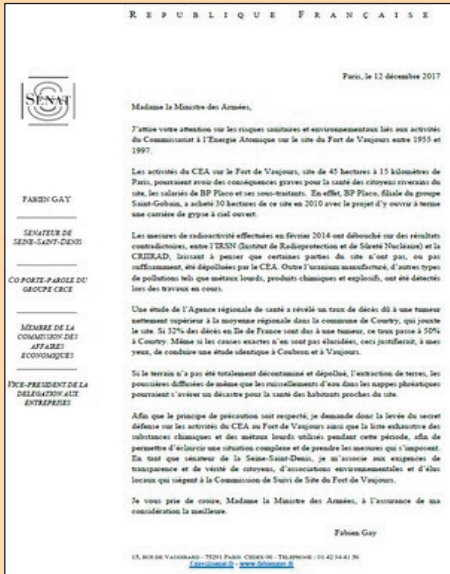 REPUBLIQUE FRANÇAISE
Paris, le 12 décembre 2017
SÉNAT
FABIEN GAY
SENATEUR DE
SEINE-SAINT-DENIS
CO PORTE-PAROLE DU
GROUPE CRCE
MEMBRE DE LA
COMMISSION DES
AFFAIRES
ECONOMIQUES
VICE-PRESIDENT DE LA
DELEGATION AUX
ENTREPRISES
Madame la Ministre des Armées,
J'attire votre attention sur les risques sanitaires et environnementaux liés aux activités
du Commissariat à l'Energie Atomique sur le site du Fort de Vaujours entre 1955 et
1997.
Les activités du CEA sur le Fort de Vaujours, site de 45 hectares à 15 kilomètres de
Paris, pourraient avoir des conséquences graves pour la santé des citoyens riverains du
site, les salariés de BP Placo et ses sous-traitants. En effet, BP Placo, filiale du groupe
Saint-Gobain, a acheté 30 hectares de ce site en 2010 avec le projet d'y ouvrir à terme
une carrière de gypse à ciel ouvert.
Les mesures de radioactivité effectuées en février 2014 ont débouché sur des résultats
contradictoires, entre l'IRSN (Institut de Radioprotection et de Sûreté Nucléaire) et la
CRIIRAD, laissant à penser que certaines parties du site n'ont pas, ou pas
suffisamment, été dépolluées par le CEA. Outre l'uranium manufacturé, d'autres types
de pollutions tels que métaux lourds, produits chimiques et explosifs, ont été détectés
lors des travaux en cours.
Une étude de l'Agence régionale de santé a révélé un taux de décès dû à une tumeur
nettement supérieur à la moyenne régionale dans la commune de Courtry, qui jouxte
le site. Si 32% des décès en Ile de France sont dus à une tumeur, ce taux passe à 50%
à Courtry. Même si les causes exactes n'en sont pas élucidées, ceci justifierait, à mes
yeux, de conduire une étude identique à Coubron et à Vaujours.
Si le terrain n'a pas été totalement décontaminé et dépollué, l'extraction de terres, les
poussières diffusées de même que les ruissellements d'eau dans les nappes phréatiques
pourraient s'avérer un désastre pour la santé des habitants proches du site.
Afin que le principe de précaution soit respecté, je demande donc la levée du secret
défense sur les activités du CEA au Fort de Vaujours ainsi que la liste exhaustive des
substances chimiques et des métaux lourds utilisés pendant cette période, afin de
permettre d'éclaircir une situation complexe et de prendre les mesures qui s'imposent.
En tant que sénateur de la Seine-Saint-Denis, je m'associe aux exigences de
transparence et de vérité de citoyens, d'associations environnementales et d'élus
locaux qui siègent à la Commission de Suivi de Site du Fort de Vaujours.
Je vous prie de croire, Madame la Ministre des Armées, à l'assurance de ma
considération la meilleure.
Fabien Gay
15, RUE DE VAUGIRARD - 75291 PARIS CEDEX 06 - TELEPHONE : 01 42 34 41 56
f.gay@senat.fr - www.fabiengay.fr